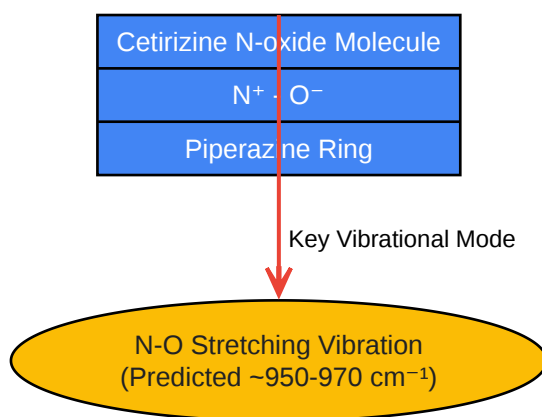 Cetirizine N-oxide Molecule
N⁺ - O⁻
Piperazine Ring
Key Vibrational Mode
N-O Stretching Vibration
(Predicted ~950-970 cm⁻¹)